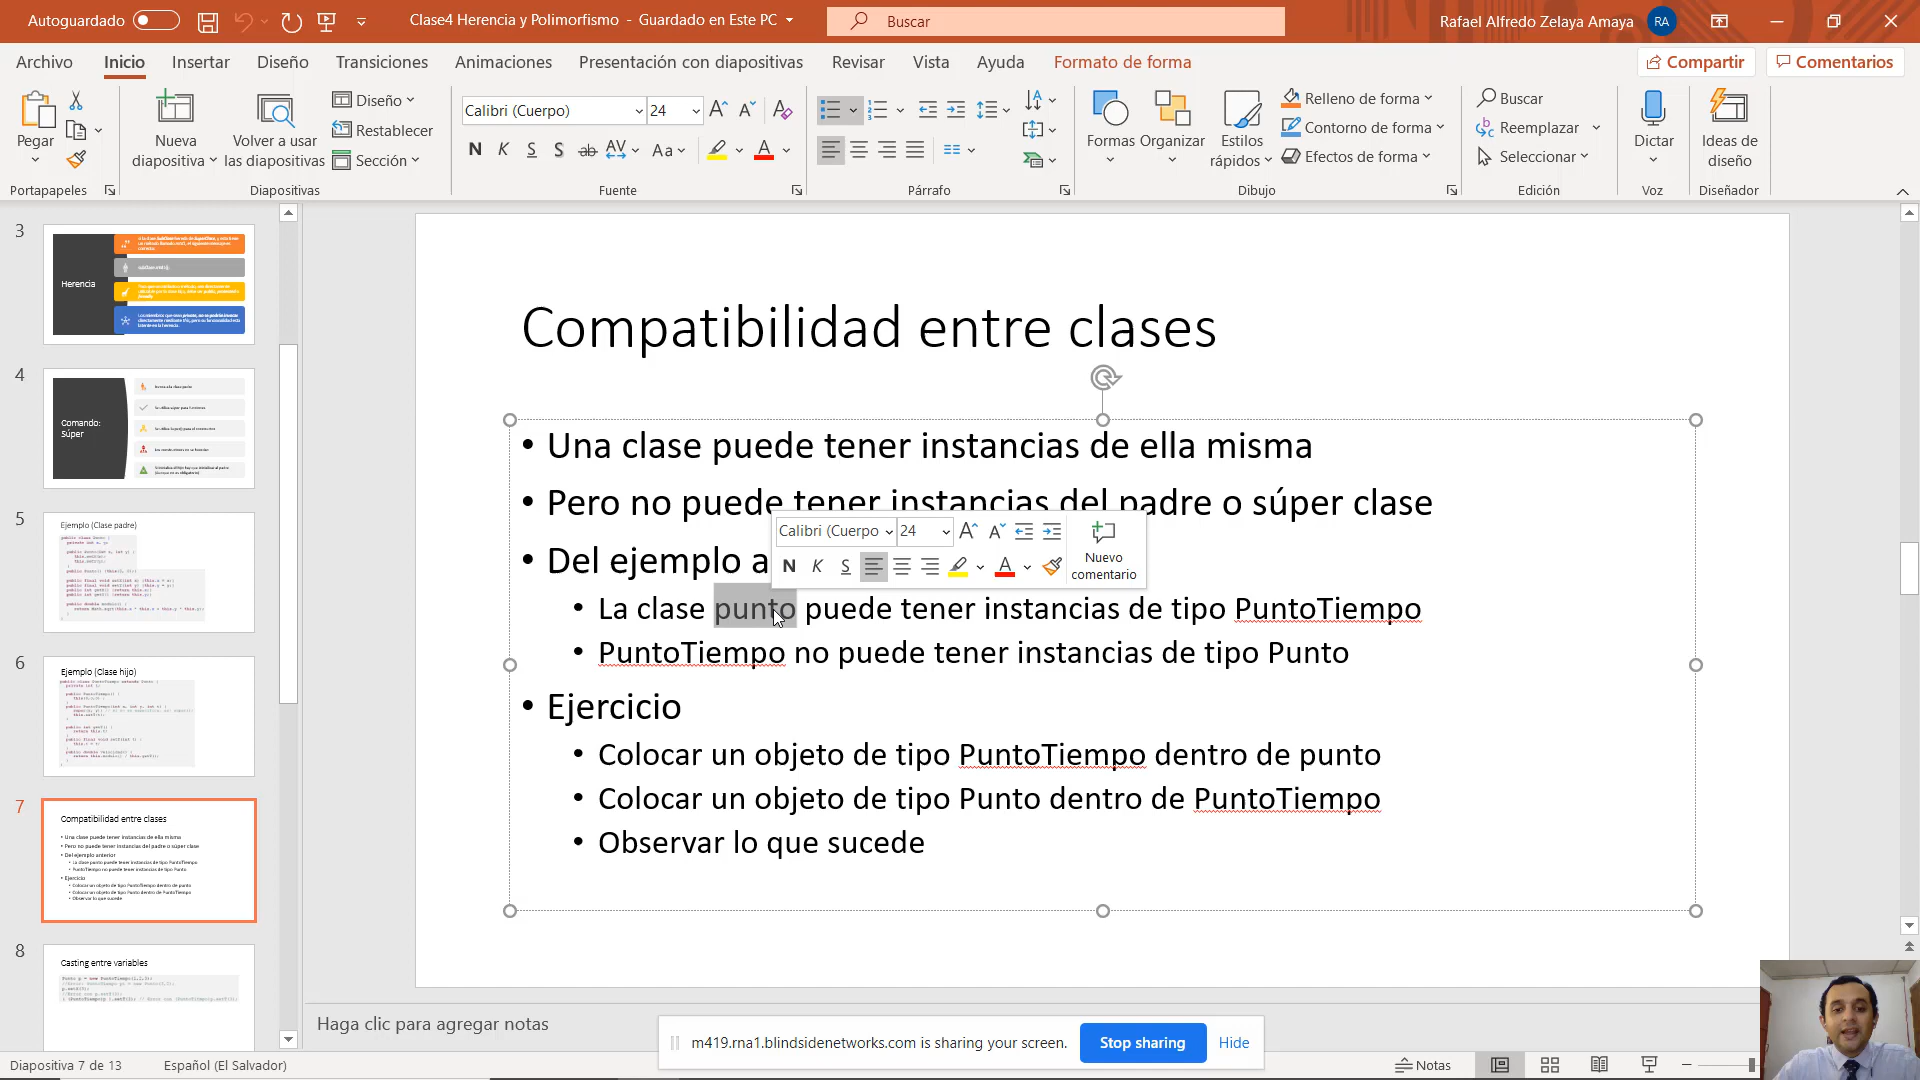 Autoguardado
Clase4 Herencia y Polimorfismo - Guardado en Este PC
Buscar
Rafael Alfredo Zelaya Amaya
RA
Archivo
Inicio
Insertar
Diseño
Transiciones
Animaciones
Presentación con diapositivas
Revisar
Vista
Ayuda
Formato de forma
Compartir
Comentarios
Pegar
Portapapeles
Nueva
diapositiva
Volver a usar
las diapositivas
Diseño
Restablecer
Sección
Diapositivas
Calibri (Cuerpo)
24
N K S S ab AV Aa A
Fuente
Párrafo
Formas
Organizar
Estilos
rápidos
Relleno de forma
Contorno de forma
Efectos de forma
Dibujo
Buscar
Reemplazar
Seleccionar
Edición
Dictar
Voz
Ideas de
diseño
Diseñador
3
Herencia
4
Comando:
Súper
5
Ejemplo (Clase padre)
6
Ejemplo (Clase hijo)
7
Compatibilidad entre clases
• Una clase puede tener instancias de ella misma
• Pero no puede tener instancias del padre o súper clase
• Del ejemplo anterior
• La clase punto puede tener instancias de tipo PuntoTiempo
• PuntoTiempo no puede tener instancias de tipo Punto
• Ejercicio
• Colocar un objeto de tipo PuntoTiempo dentro de punto
• Colocar un objeto de tipo Punto dentro de PuntoTiempo
• Observar lo que sucede
8
Casting entre variables
Compatibilidad entre clases
• Una clase puede tener instancias de ella misma
• Pero no puede tener instancias del padre o súper clase
• Del ejemplo a
Calibri (Cuerpo
24
N K S A
Nuevo
comentario
• La clase punto puede tener instancias de tipo PuntoTiempo
• PuntoTiempo no puede tener instancias de tipo Punto
• Ejercicio
• Colocar un objeto de tipo PuntoTiempo dentro de punto
• Colocar un objeto de tipo Punto dentro de PuntoTiempo
• Observar lo que sucede
Haga clic para agregar notas
m419.rna1.blindsidenetworks.com is sharing your screen.
Stop sharing
Hide
Diapositiva 7 de 13
Español (El Salvador)
Notas